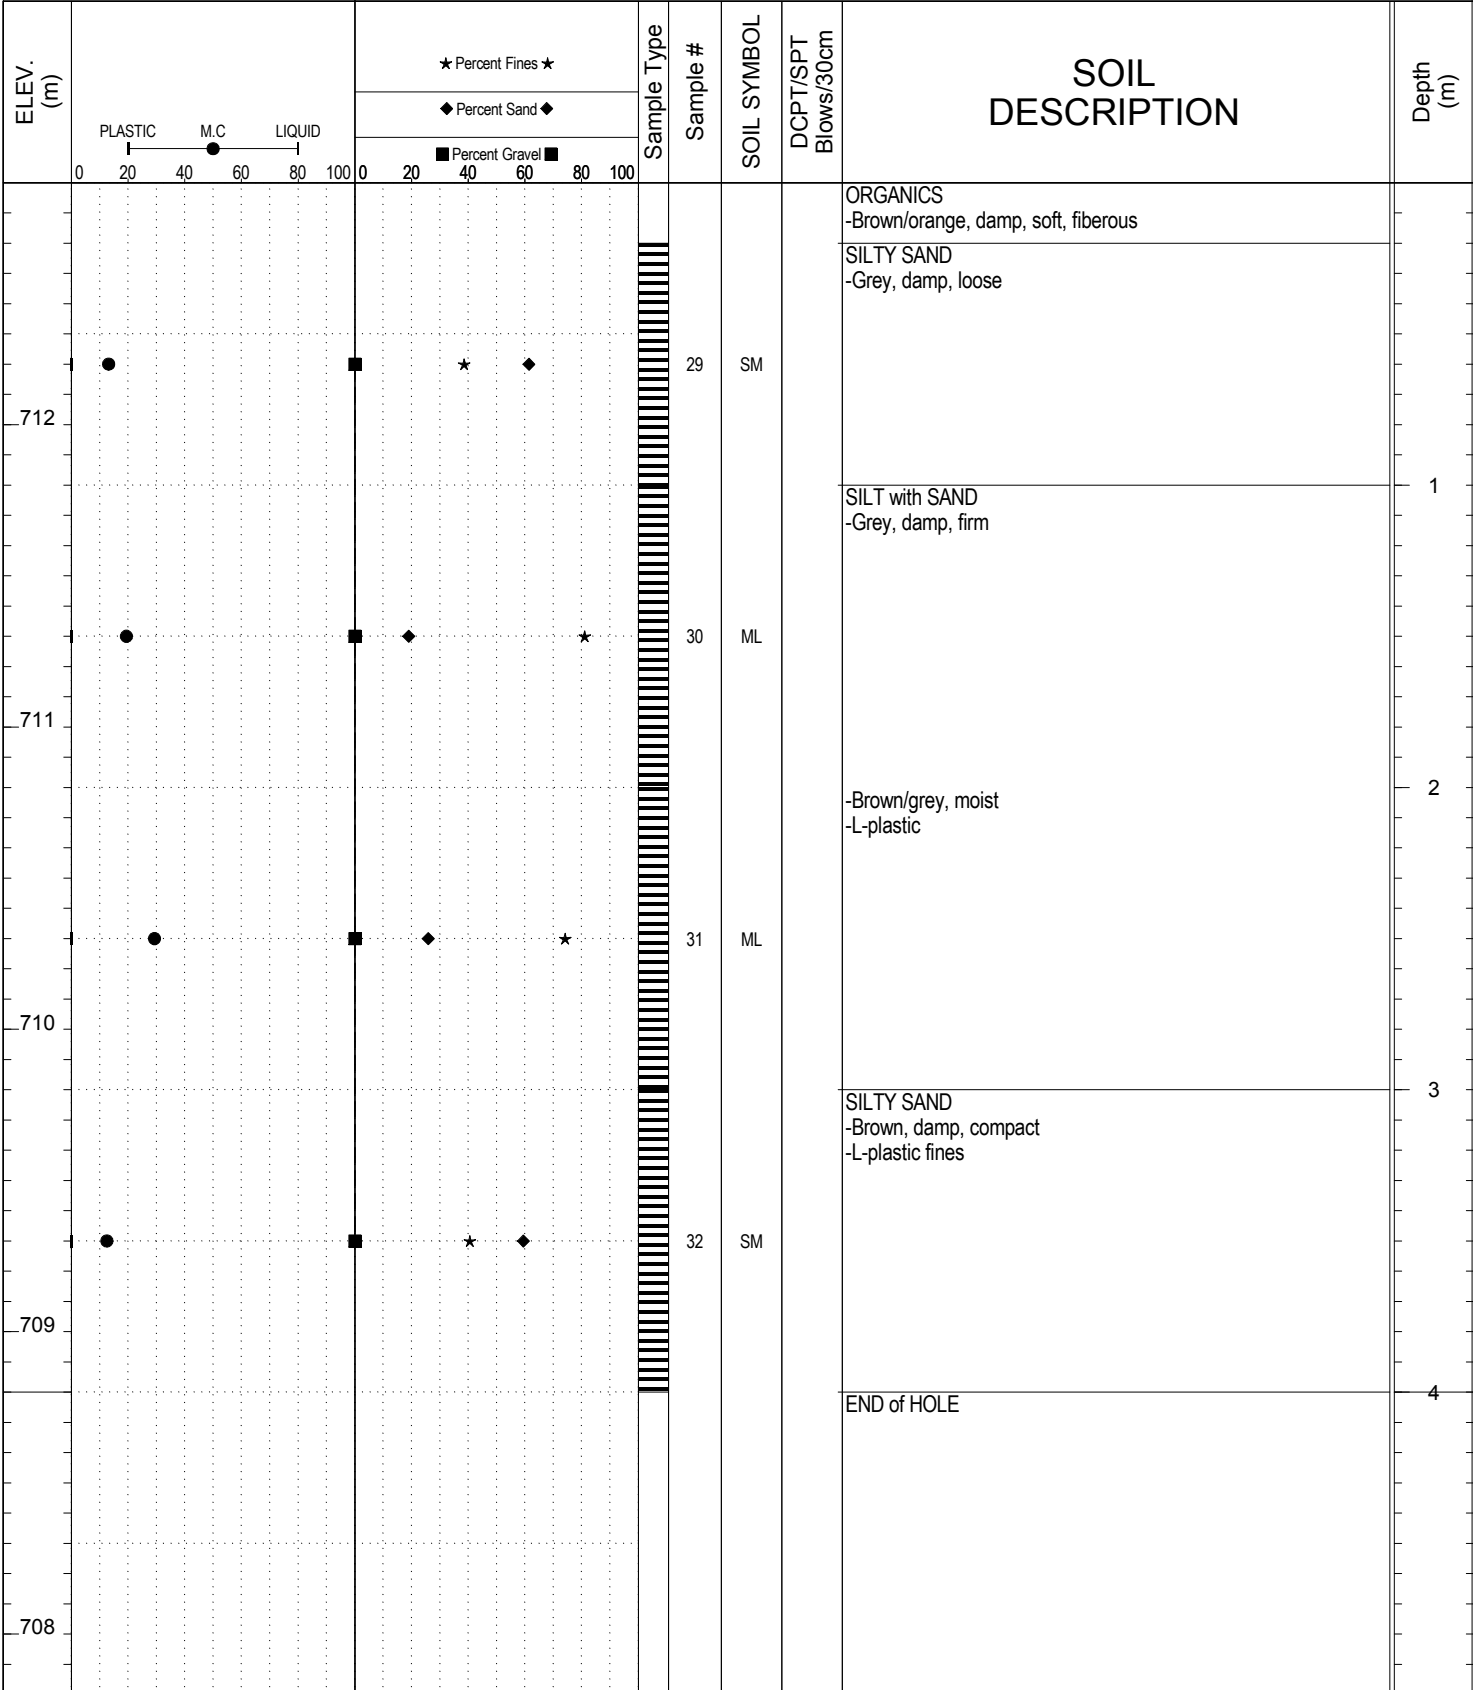 ELEV.
(m)
PLASTIC M.C LIQUID
0 20 40 60 80 100
★ Percent Fines ★
◆ Percent Sand ◆
■ Percent Gravel ■
0 20 40 60 80 100
Sample Type
Sample #
SOIL SYMBOL
DCPT/SPT
Blows/30cm
SOIL
DESCRIPTION
Depth
(m)
ORGANICS
-Brown/orange, damp, soft, fiberous
SILTY SAND
-Grey, damp, loose
29 SM
712
1
SILT with SAND
-Grey, damp, firm
30 ML
711
2
-Brown/grey, moist
-L-plastic
31 ML
710
3
SILTY SAND
-Brown, damp, compact
-L-plastic fines
32 SM
709
4
END of HOLE
708